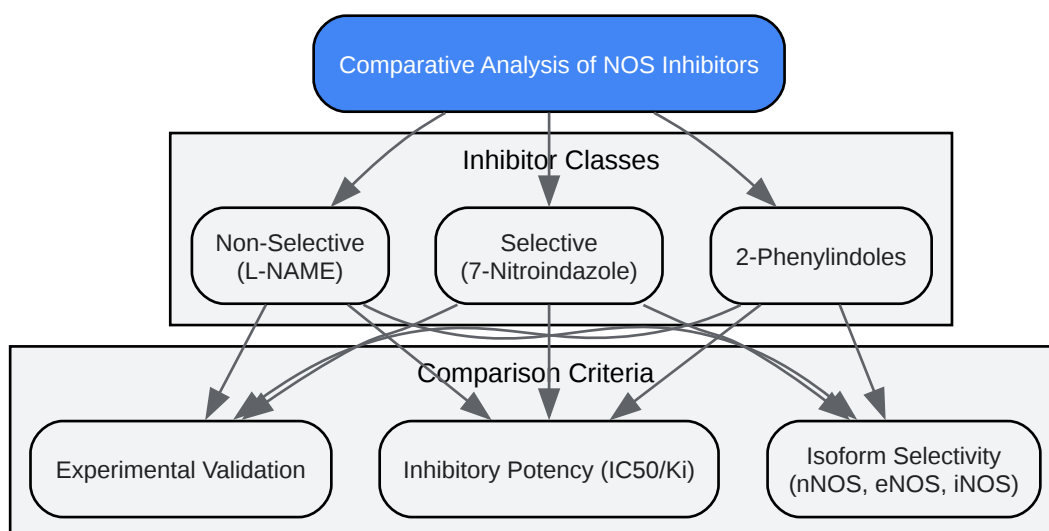 Comparative Analysis of NOS Inhibitors
Inhibitor Classes
Non-Selective
(L-NAME)
Selective
(7-Nitroindazole)
2-Phenylindoles
Comparison Criteria
Experimental Validation
Inhibitory Potency (IC50/Ki)
Isoform Selectivity
(nNOS, eNOS, iNOS)